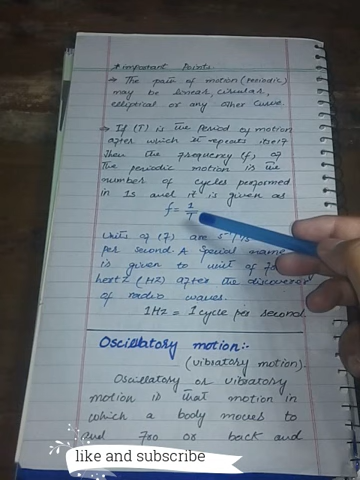 * important Points.
⇒ The pain of motion (Periodic)
may be linear, circular,
elliptical or any other curve.
⇒ If (T) is the Period of motion
after which it repeats itself
then the frequency (f) of
the periodic motion is the
number of cycles performed
in 1s and it is given as
f = 1/T
Units of (f) are s⁻¹
per second. A special name
is given to unit of
hertz (HZ) after the discoverer
of radio waves.
1HZ = 1 cycle per second
Oscillatory motion:-
(vibratory motion).
Oscillatory or vibratory
motion is that motion in
which a body moves to
and fro or back and
like and subscribe